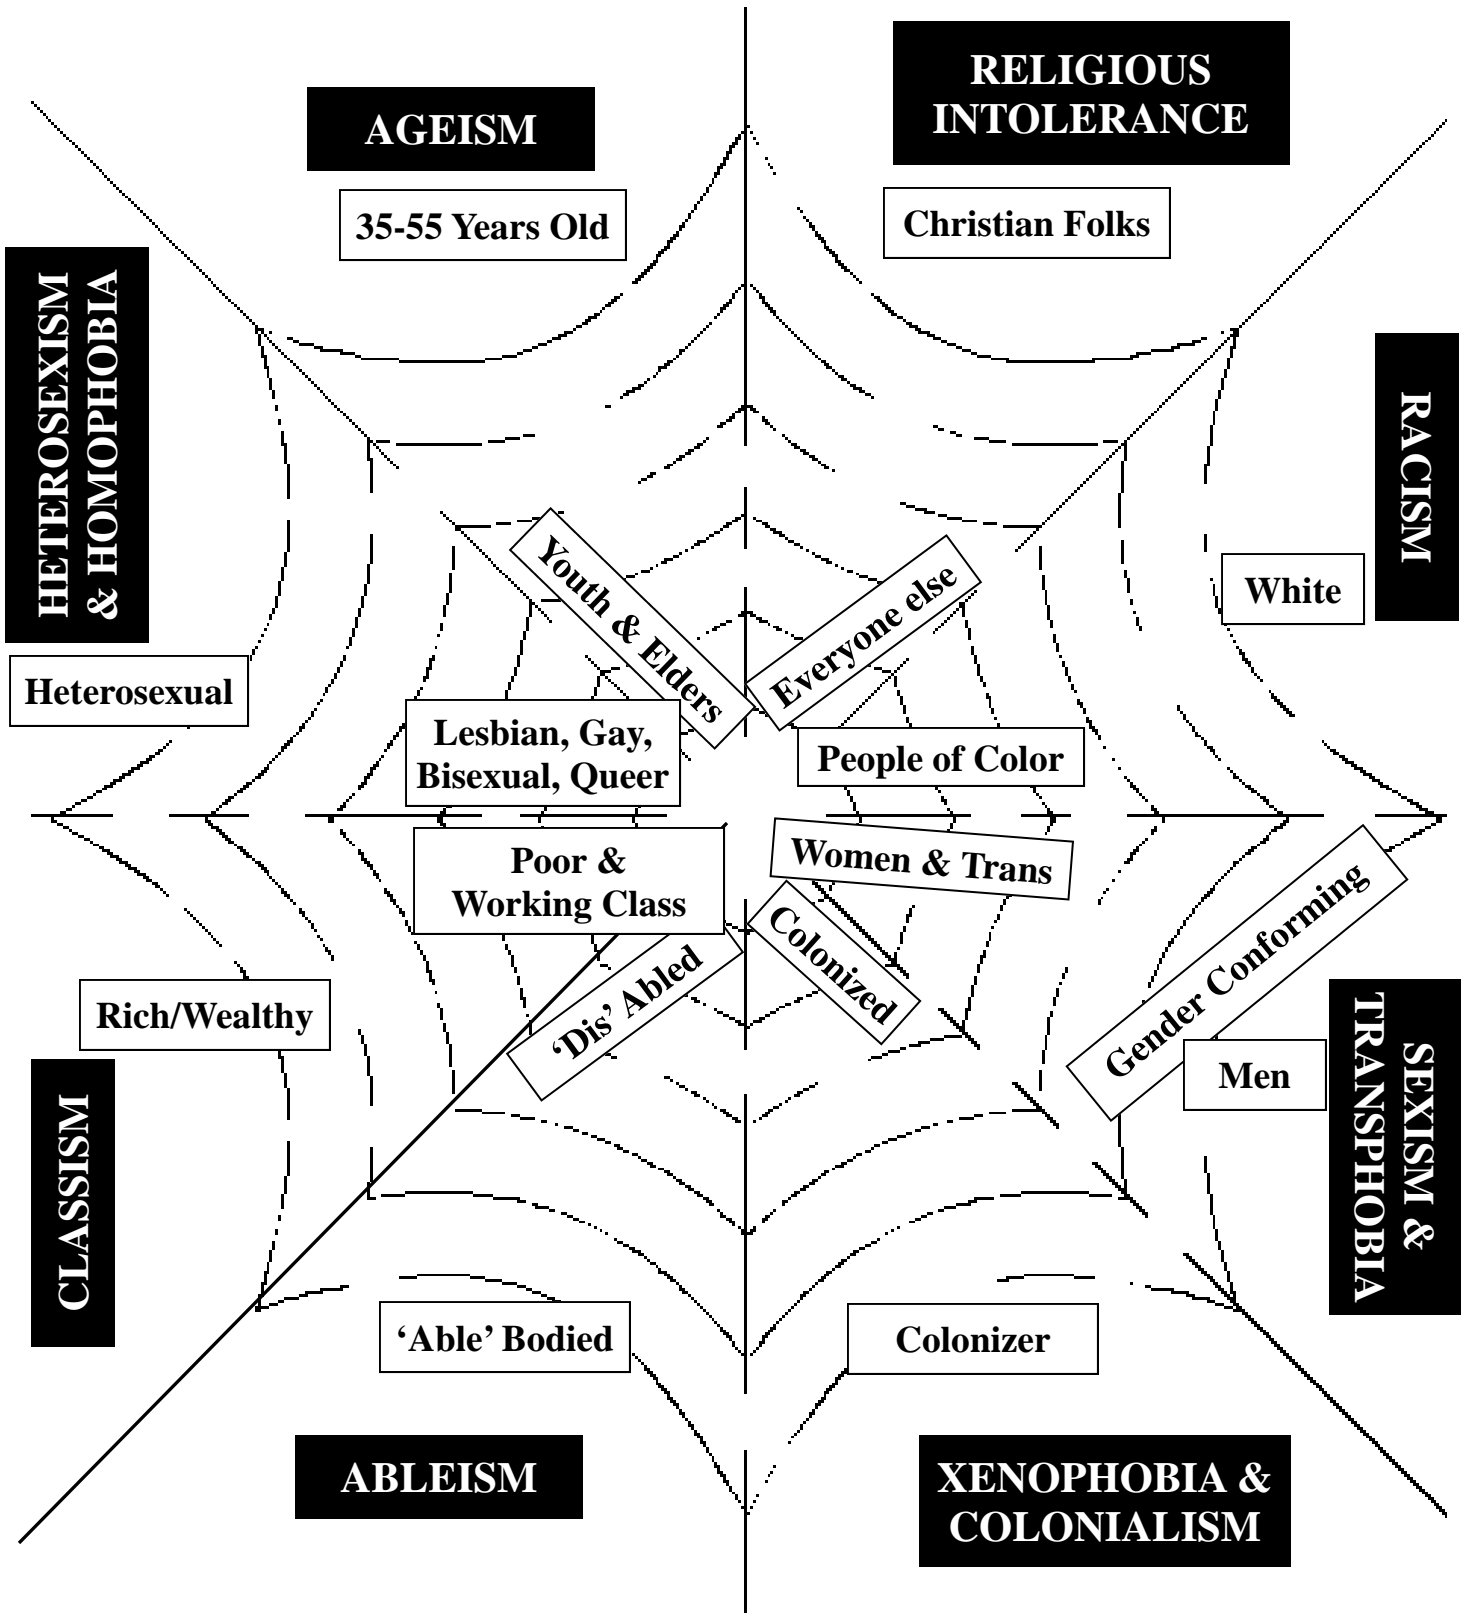 RELIGIOUS
INTOLERANCE
AGEISM
35-55 Years Old
Christian Folks
HETEROSEXISM
& HOMOPHOBIA
RACISM
White
Heterosexual
Youth & Elders
Everyone else
Lesbian, Gay,
Bisexual, Queer
People of Color
Poor &
Working Class
Women & Trans
Colonized
‘Dis’ Abled
Gender Conforming
Men
Rich/Wealthy
CLASSISM
SEXISM &
TRANSPHOBIA
‘Able’ Bodied
Colonizer
ABLEISM
XENOPHOBIA &
COLONIALISM